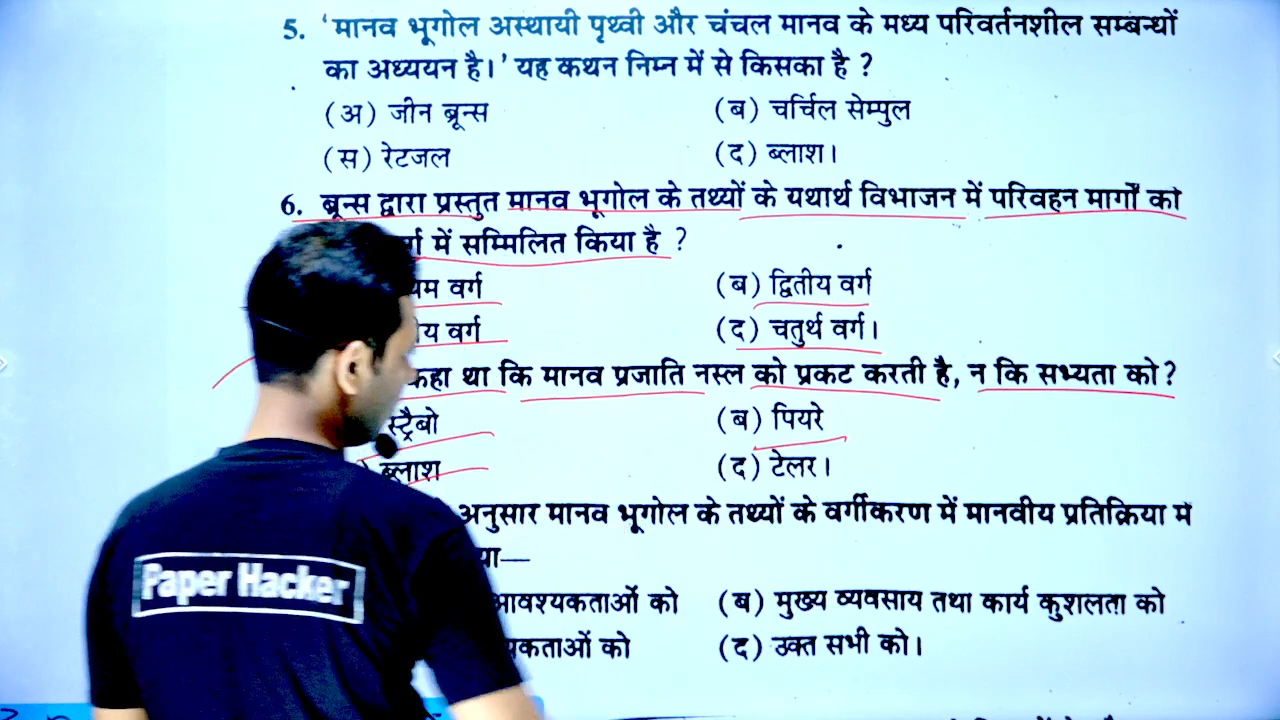 5. 'मानव भूगोल अस्थायी पृथ्वी और चंचल मानव के मध्य परिवर्तनशील सम्बन्धों
का अध्ययन है।' यह कथन निम्न में से किसका है ?
(अ) जीन ब्रून्स (ब) चर्चिल सेम्पुल
(स) रेटजल (द) ब्लाश।
6. ब्रून्स द्वारा प्रस्तुत मानव भूगोल के तथ्यों के यथार्थ विभाजन में परिवहन मार्गों को
में सम्मिलित किया है ?
वर्ग (ब) द्वितीय वर्ग
वर्ग (द) चतुर्थ वर्ग।
कहा था कि मानव प्रजाति नस्ल को प्रकट करती है, न कि सभ्यता को?
स्ट्रैबो (ब) पियरे
ब्लाश (द) टेलर।
अनुसार मानव भूगोल के तथ्यों के वर्गीकरण में मानवीय प्रतिक्रिया में
आवश्यकताओं को (ब) मुख्य व्यवसाय तथा कार्य कुशलता को
को (द) उक्त सभी को।
Paper Hacker